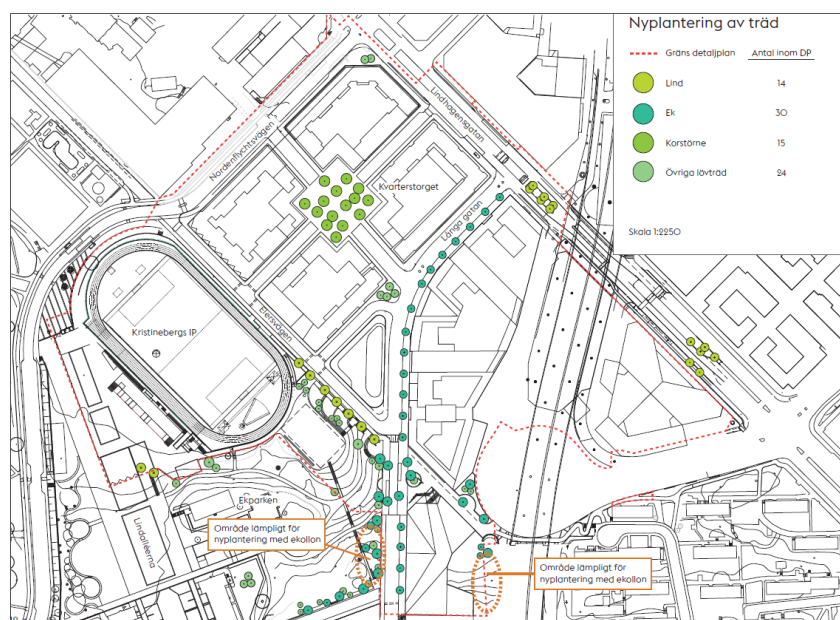 Nyplantering av träd
Gräns detaljplan
Antal inom DP
Lind
14
Ek
30
Korstörne
15
Övriga lövträd
24
Skala 1:2250
Lindhagensgatan
Nordenflychtsvägen
Kvarterstorget
Långa gatan
Elersvägen
Kristinebergs IP
Ekparken
Lindalléerna
Område lämpligt för
nyplantering med ekollon
Område lämpligt för
nyplantering med ekollon